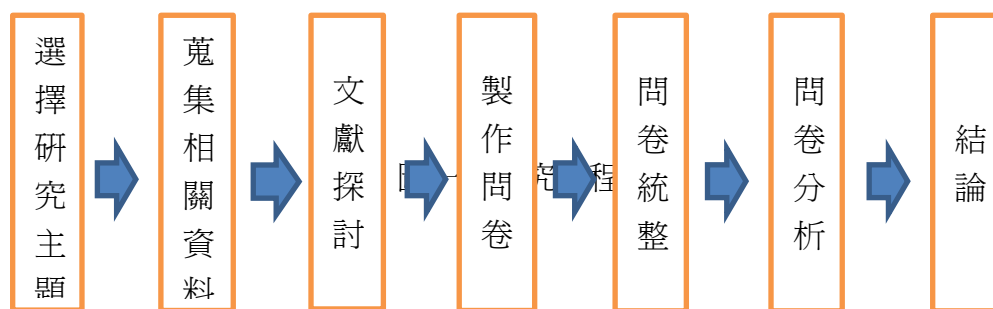 選擇研究主題
蒐集相關資料
文獻探討
製作問卷
問卷統整
問卷分析
結論